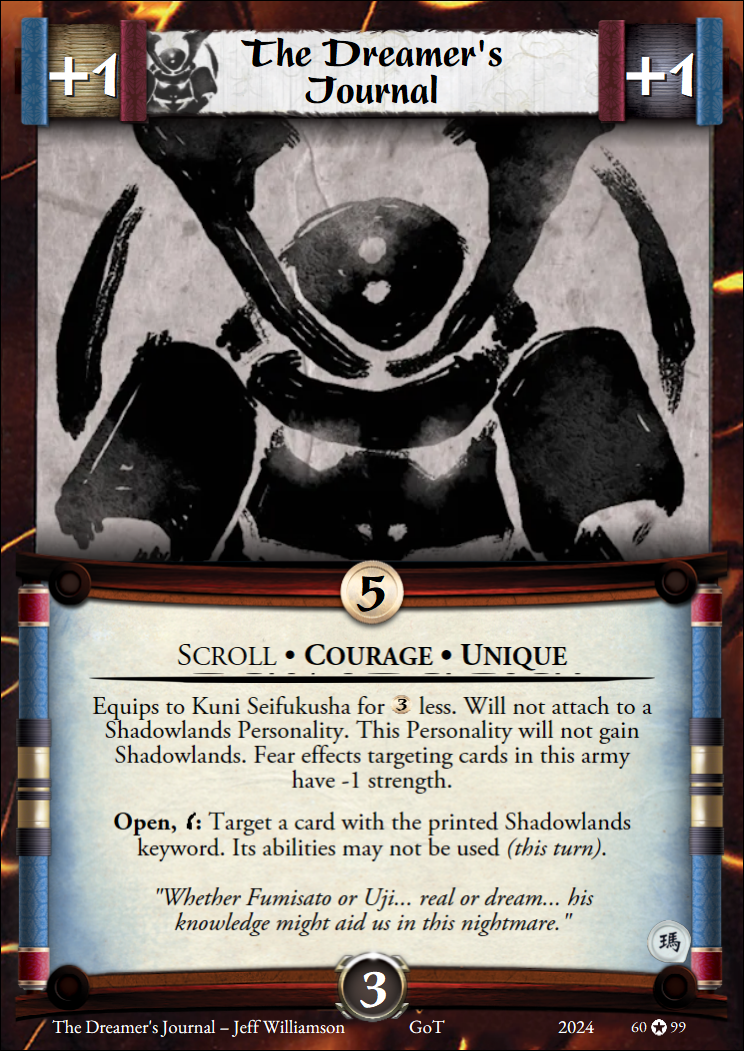 +1
The Dreamer's
Journal
+1
5
SCROLL • COURAGE • UNIQUE
Equips to Kuni Seifukusha for 3 less. Will not attach to a
Shadowlands Personality. This Personality will not gain
Shadowlands. Fear effects targeting cards in this army
have -1 strength.
Open, : Target a card with the printed Shadowlands
keyword. Its abilities may not be used (this turn).
"Whether Fumisato or Uji... real or dream... his
knowledge might aid us in this nightmare."
瑪
3
The Dreamer's Journal – Jeff Williamson GoT 2024 60 ✪ 99